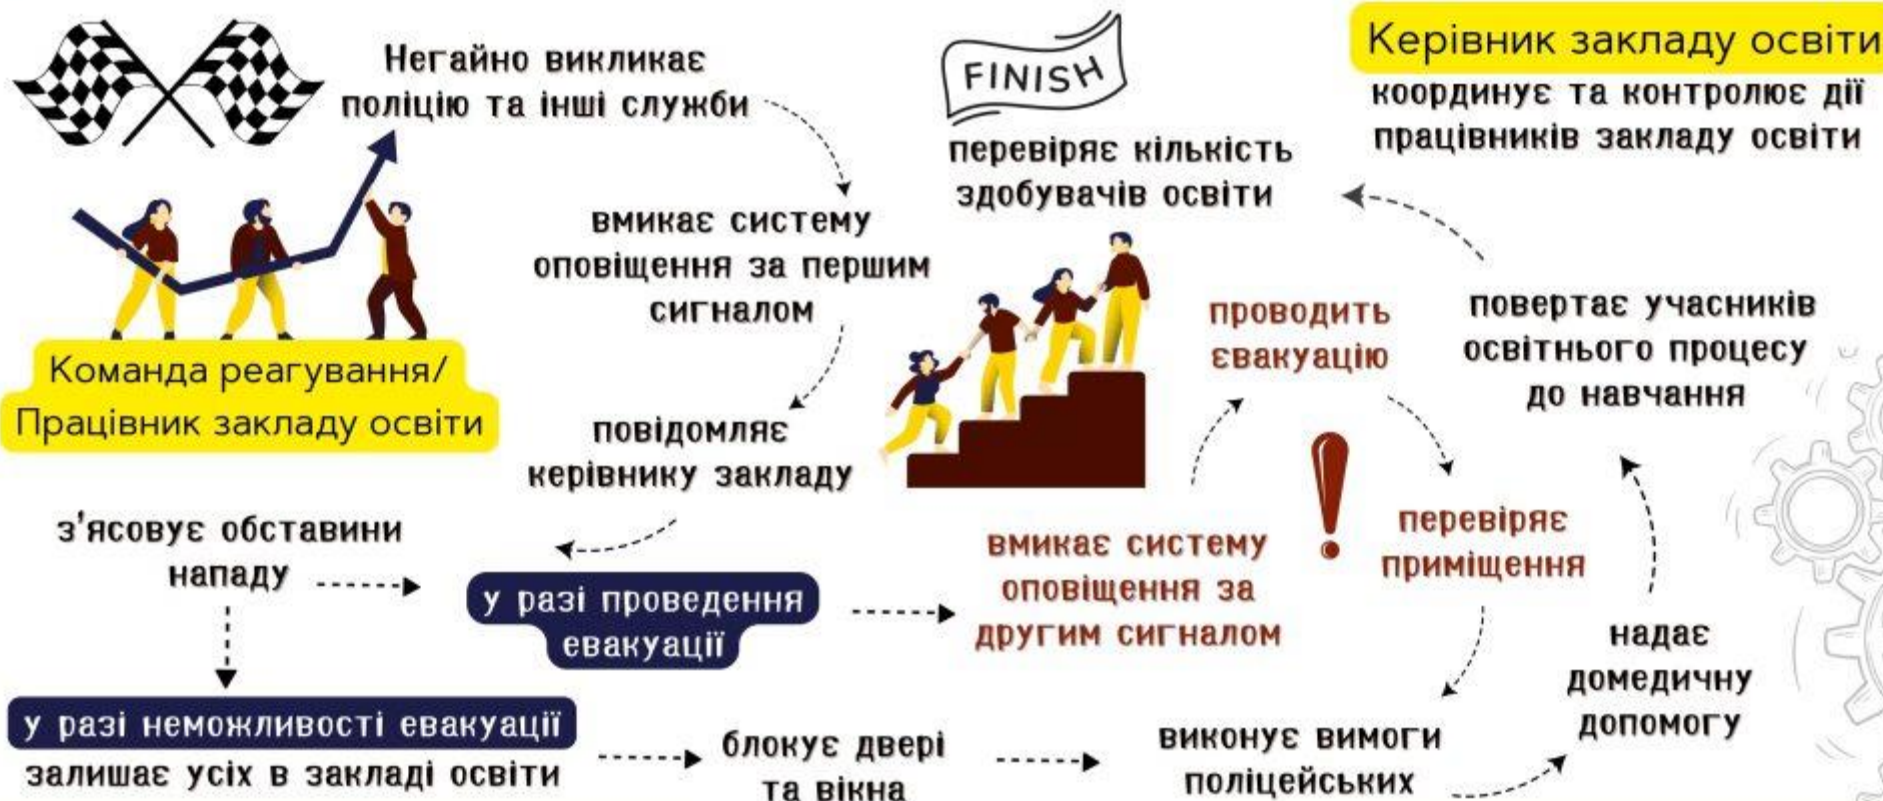 Негайно викликає
поліцію та інші служби
вмикає систему
оповіщення за першим
сигналом
Команда реагування/
Працівник закладу освіти
повідомляє
керівнику закладу
з'ясовує обставини
нападу
у разі проведення
евакуації
вмикає систему
оповіщення за
другим сигналом
проводить
євакуацію
перевіряє
приміщення
у разі неможливості евакуації
залишає усіх в закладі освіти
блокує двері
та вікна
виконує вимоги
поліцейських
надає
домедичну
допомогу
повертає учасників
освітнього процесу
до навчання
FINISH
перевіряє кількість
здобувачів освіти
Керівник закладу освіти
координує та контролює дії
працівників закладу освіти